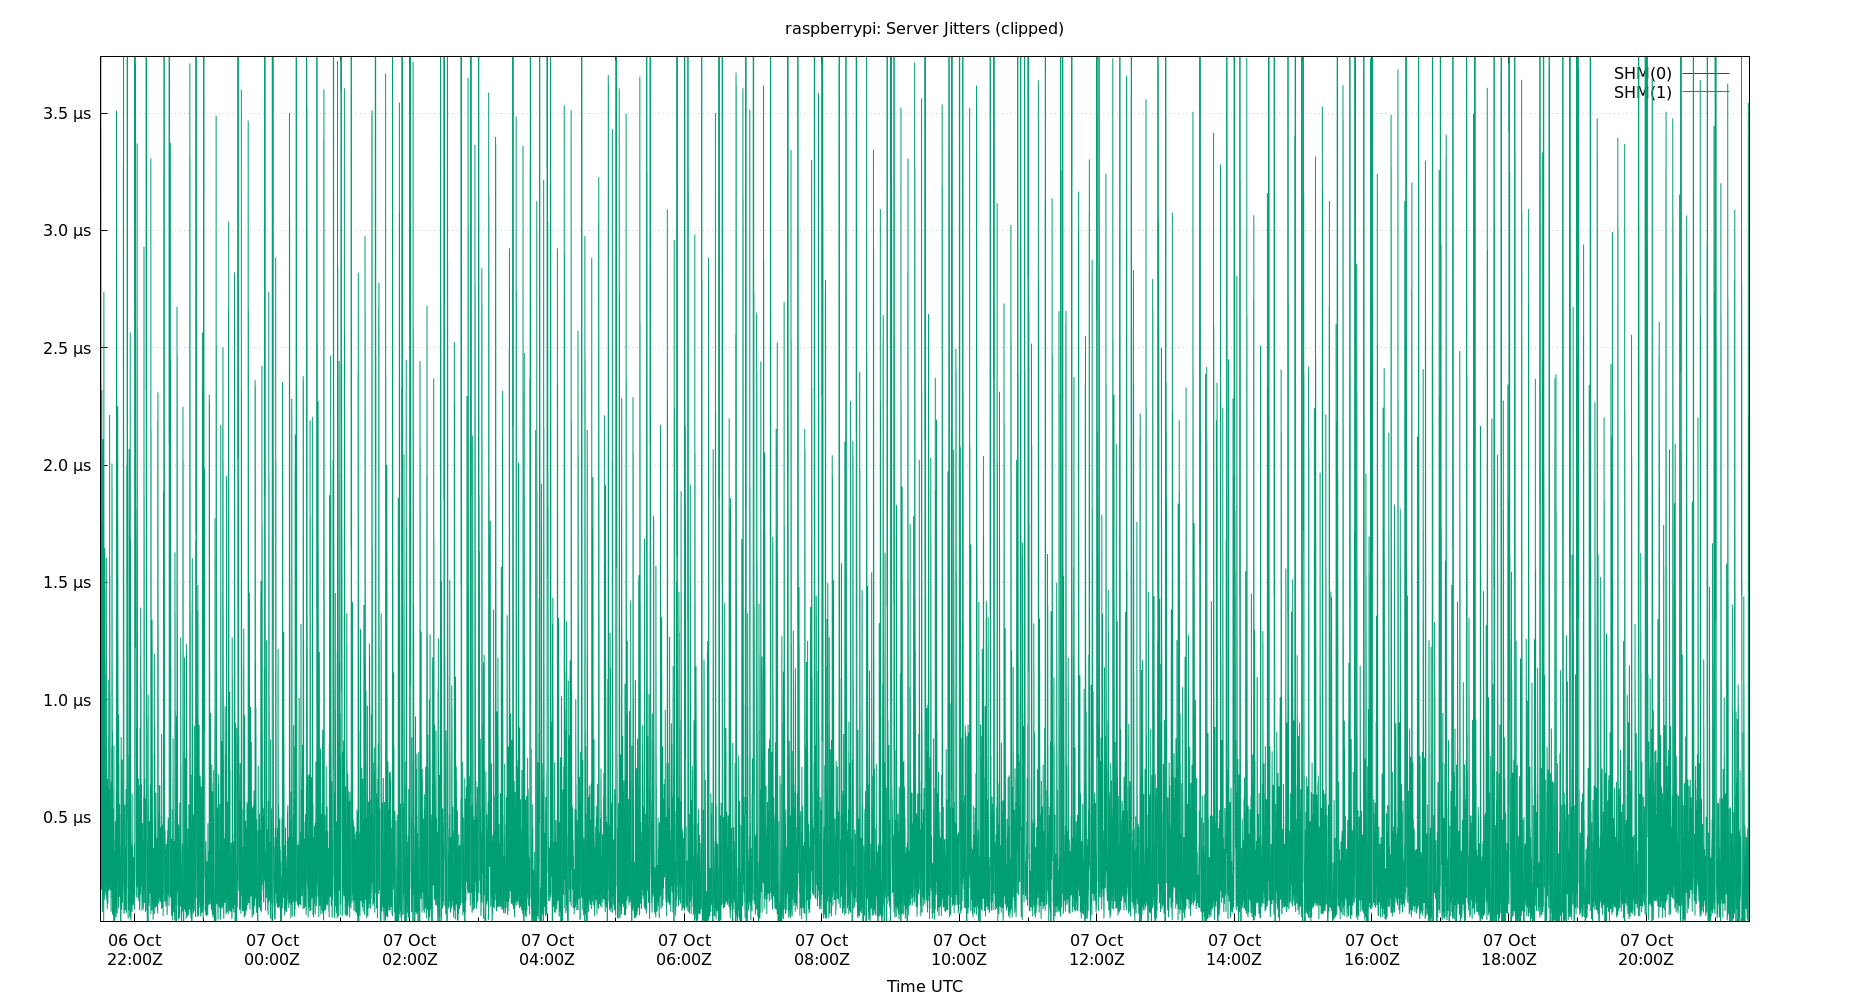 raspberrypi: Server Jitters (clipped)
SHM(0)
SHM(1)
3.5 µs
3.0 µs
2.5 µs
2.0 µs
1.5 µs
1.0 µs
0.5 µs
06 Oct 07 Oct 07 Oct 07 Oct 07 Oct 07 Oct 07 Oct 07 Oct 07 Oct 07 Oct 07 Oct 07 Oct
22:00Z 00:00Z 02:00Z 04:00Z 06:00Z 08:00Z 10:00Z 12:00Z 14:00Z 16:00Z 18:00Z 20:00Z
Time UTC